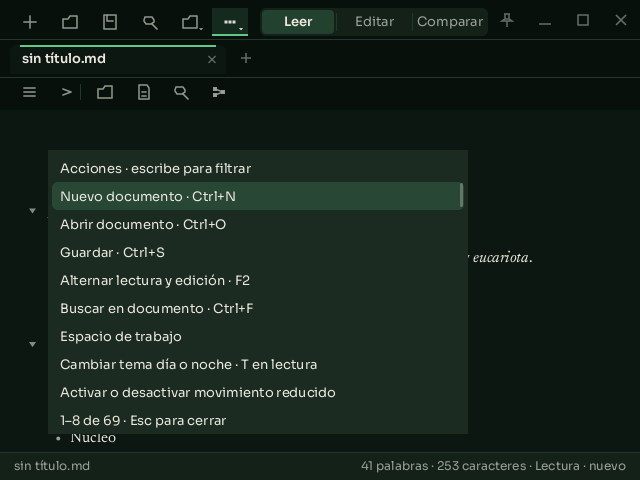 Leer
Editar
Comparar
sin título.md
Acciones · escribe para filtrar
Nuevo documento · Ctrl+N
Abrir documento · Ctrl+O
Guardar · Ctrl+S
eucariota.
Alternar lectura y edición · F2
Buscar en documento · Ctrl+F
Espacio de trabajo
Cambiar tema día o noche · T en lectura
Activar o desactivar movimiento reducido
1–8 de 69 · Esc para cerrar
• Núcleo
sin título.md
41 palabras · 253 caracteres · Lectura · nuevo